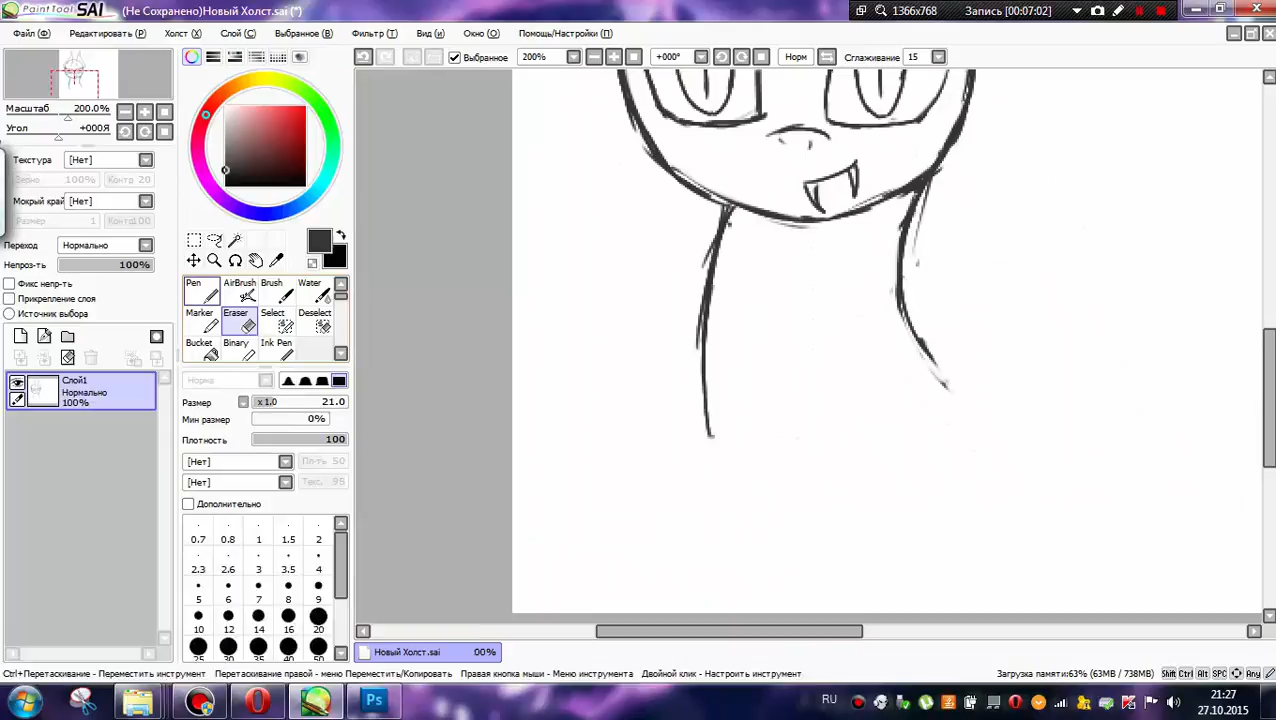 PaintTool SAI (Не Сохранено)Новый Холст.sai (*)
1366x768 Запись [00:07:02]
Файл (Ф) Редактировать (Р) Холст (X) Слой (С) Выбранное (В) Фильтр (Т) Вид (и) Окно (О) Помощь/Настройки (П)
Выбранное 200% +000° Норм Сглаживание 15
Масштаб 200.0%
Угол +000Я
Текстура [Нет]
100% Контр 20
Мокрый край [Нет]
Размер 1 Контр 100
Переход Нормально
Непроз-ть 100%
Фикс непр-ть
Прикрепление слоя
Источник выбора
Слой1
Нормально
100%
Pen AirBrush Brush Water
Marker Eraser Select Deselect
Bucket Binary Ink Pen
Норма
Размер x 1.0 21.0
Мин размер 0%
Плотность 100
[Нет] Пл-ть 50
[Нет] Текс. 95
Дополнительно
0.7 0.8 1 1.5 2
2.3 2.6 3 3.5 4
5 6 7 8 9
10 12 14 16 20
25 30 35 40 50
Новый Холст.sai 00%
Ctrl+Перетаскивание - Переместить инструмент Перетаскивание правой - меню Переместить/Копировать Правая кнопка мыши - Меню инструмента Двойной клик - Настроить инструмент Загрузка памяти:63% (63MB / 738MB) Shift Ctrl Alt SPC Any
Ps RU 21:27
27.10.2015